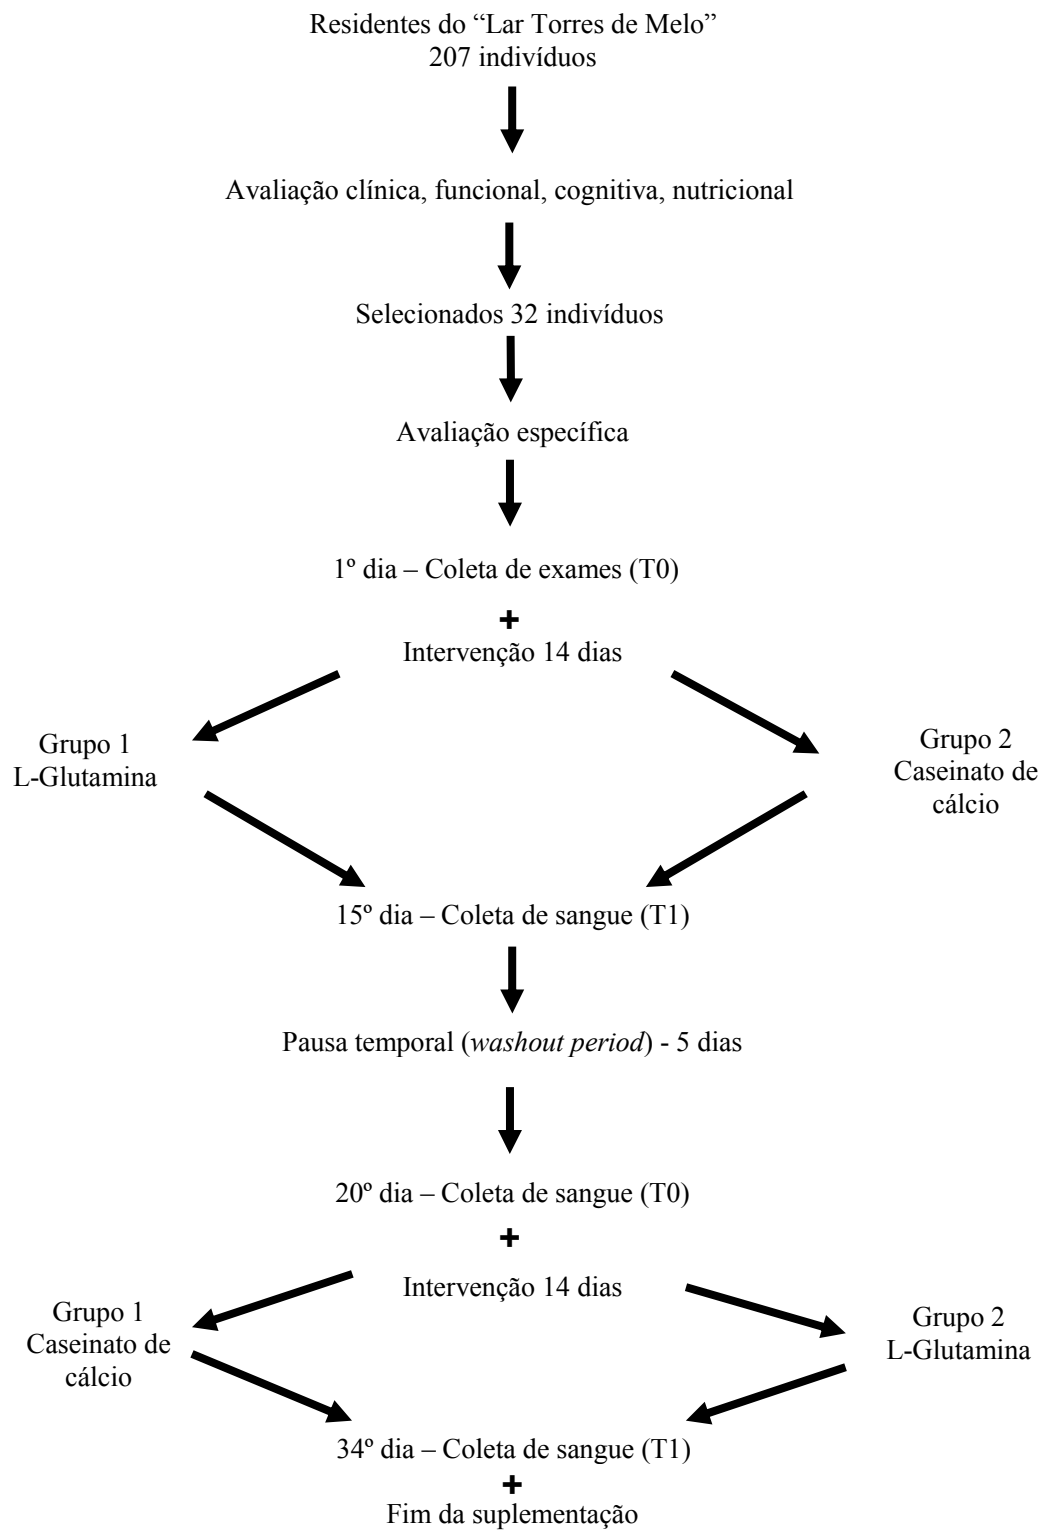 Residentes do “Lar Torres de Melo”
207 indivíduos
Avaliação clínica, funcional, cognitiva, nutricional
Selecionados 32 indivíduos
Avaliação específica
1º dia – Coleta de exames (T0)
+
Intervenção 14 dias
Grupo 1
L-Glutamina
Grupo 2
Caseinato de
cálcio
15º dia – Coleta de sangue (T1)
Pausa temporal (washout period) - 5 dias
20º dia – Coleta de sangue (T0)
+
Intervenção 14 dias
Grupo 1
Caseinato de
cálcio
Grupo 2
L-Glutamina
34º dia – Coleta de sangue (T1)
+
Fim da suplementação